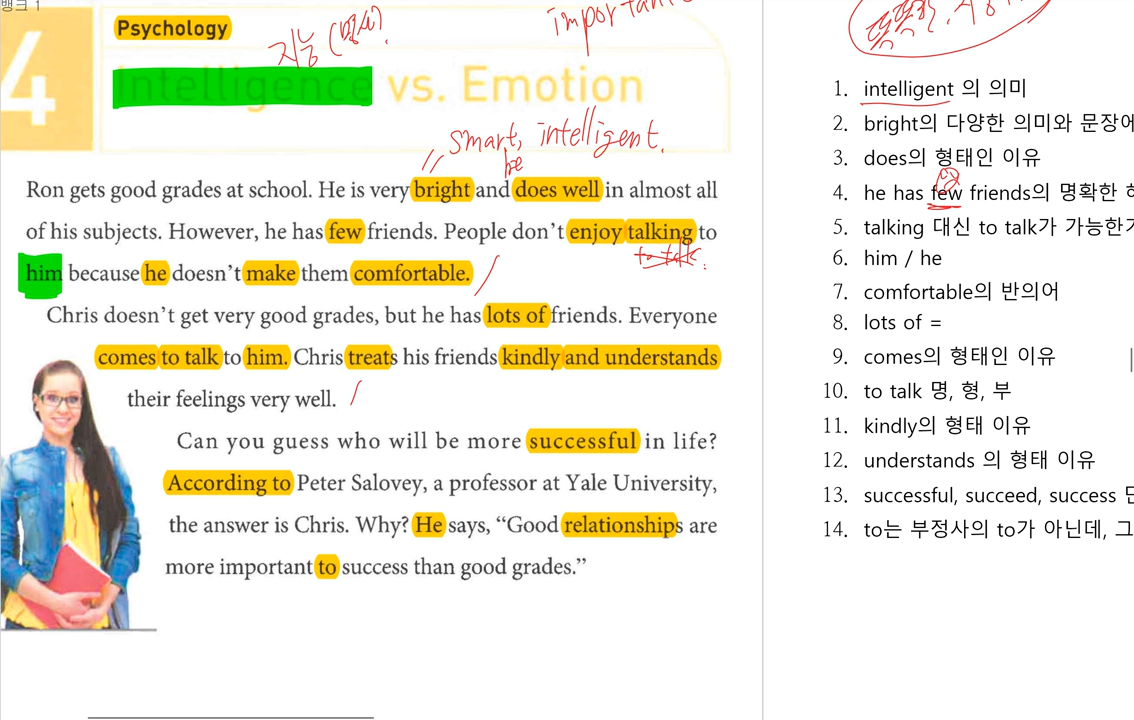 뱅크 1
important
Psychology
지능 (명사)
4
Intelligence vs. Emotion
smart, intelligent.
he
Ron gets good grades at school. He is very bright and does well in almost all
of his subjects. However, he has few friends. People don't enjoy talking to
to talk
him because he doesn't make them comfortable.
Chris doesn't get very good grades, but he has lots of friends. Everyone
comes to talk to him. Chris treats his friends kindly and understands
their feelings very well.
Can you guess who will be more successful in life?
According to Peter Salovey, a professor at Yale University,
the answer is Chris. Why? He says, “Good relationships are
more important to success than good grades.”
1. intelligent 의 의미
2. bright의 다양한 의미와 문장에
3. does의 형태인 이유
4. he has few friends의 명확한
5. talking 대신 to talk가 가능한가
6. him / he
7. comfortable의 반의어
8. lots of =
9. comes의 형태인 이유
10. to talk 명, 형, 부
11. kindly의 형태 이유
12. understands 의 형태 이유
13. successful, succeed, success
14. to는 부정사의 to가 아닌데, 그